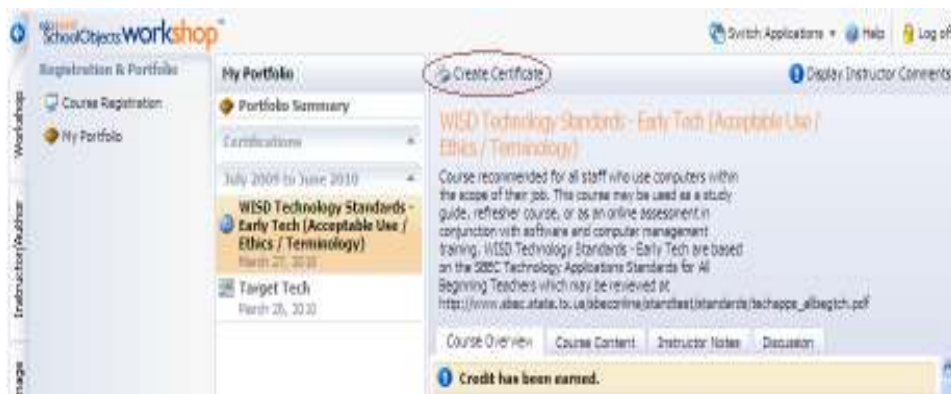 SchoolObjects:workshop
Switch Applications
Help
Log off
Registration & Portfolio
Course Registration
My Portfolio
Workshop
Instructor/Author
My Portfolio
Portfolio Summary
Certifications
July 2009 to June 2010
WISD Technology Standards -
Early Tech (Acceptable Use /
Ethics / Terminology)
March 27, 2010
Target Tech
Create Certificate
Display Instructor Comments
WISD Technology Standards - Early Tech (Acceptable Use /
Ethics / Terminology)
Course recommended for all staff who use computers within
the scope of their job. This course may be used as a study
guide, refresher course, or as an online assessment in
conjunction with software and computer management
training. WISD Technology Standards - Early Tech are based
on the SBEC Technology Applications Standards for All
Beginning Teachers which may be reviewed at
Course Overview
Course Content
Instructor Notes
Discussion
Credit has been earned.